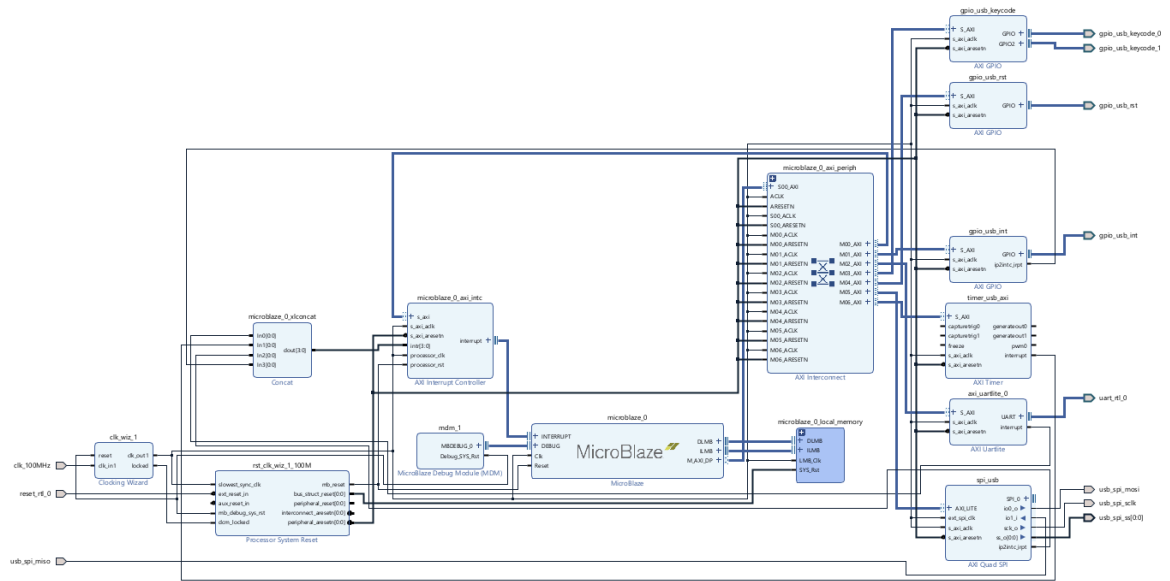 gpio_usb_keycode
S_AXI
s_axi_aclk
s_axi_aresetn
GPIO
GPIO2
AXI GPIO
gpio_usb_keycode_0
gpio_usb_keycode_1
gpio_usb_rst
S_AXI
s_axi_aclk
s_axi_aresetn
GPIO
AXI GPIO
gpio_usb_rst
microblaze_0_axi_periph
S00_AXI
ACLK
ARESETN
S00_ACLK
S00_ARESETN
M00_ACLK
M00_ARESETN
M01_ACLK
M01_ARESETN
M02_ACLK
M02_ARESETN
M03_ACLK
M03_ARESETN
M04_ACLK
M04_ARESETN
M05_ACLK
M05_ARESETN
M06_ACLK
M06_ARESETN
M00_AXI
M01_AXI
M02_AXI
M03_AXI
M04_AXI
M05_AXI
M06_AXI
AXI Interconnect
gpio_usb_int
S_AXI
s_axi_aclk
s_axi_aresetn
GPIO
ip2intc_irpt
AXI GPIO
gpio_usb_int
timer_usb_axi
S_AXI
capturetrig0
capturetrig1
freeze
s_axi_aclk
s_axi_aresetn
generateout0
generateout1
pwm0
interrupt
AXI Timer
microblaze_0_axi_intc
s_axi
s_axi_aclk
s_axi_aresetn
intr[3:0]
processor_clk
processor_rst
interrupt
AXI Interrupt Controller
microblaze_0_xlconcat
In0[0:0]
In1[0:0]
In2[0:0]
In3[0:0]
dout[3:0]
Concat
axi_uartlite_0
S_AXI
s_axi_aclk
s_axi_aresetn
UART
interrupt
AXI Uartlite
uart_rtl_0
mdm_1
MBDEBUG_0
Debug_SYS_Rst
MicroBlaze Debug Module (MDM)
microblaze_0
INTERRUPT
DEBUG
Clk
Reset
MicroBlaze
DLMB
ILMB
M_AXI_DP
MicroBlaze
microblaze_0_local_memory
DLMB
ILMB
LMB_Clk
SYS_Rst
clk_wiz_1
reset
clk_in1
clk_out1
locked
Clocking Wizard
clk_100MHz
reset_rtl_0
rst_clk_wiz_1_100M
slowest_sync_clk
ext_reset_in
aux_reset_in
mb_debug_sys_rst
dcm_locked
mb_reset
bus_struct_reset[0:0]
peripheral_reset[0:0]
interconnect_aresetn[0:0]
peripheral_aresetn[0:0]
Processor System Reset
spi_usb
AXI_LITE
ext_spi_clk
s_axi_aclk
s_axi_aresetn
SPI_0
io0_o
io1_i
sck_o
ss_o[0:0]
ip2intc_irpt
AXI Quad SPI
usb_spi_mosi
usb_spi_sclk
usb_spi_ss[0:0]
usb_spi_miso